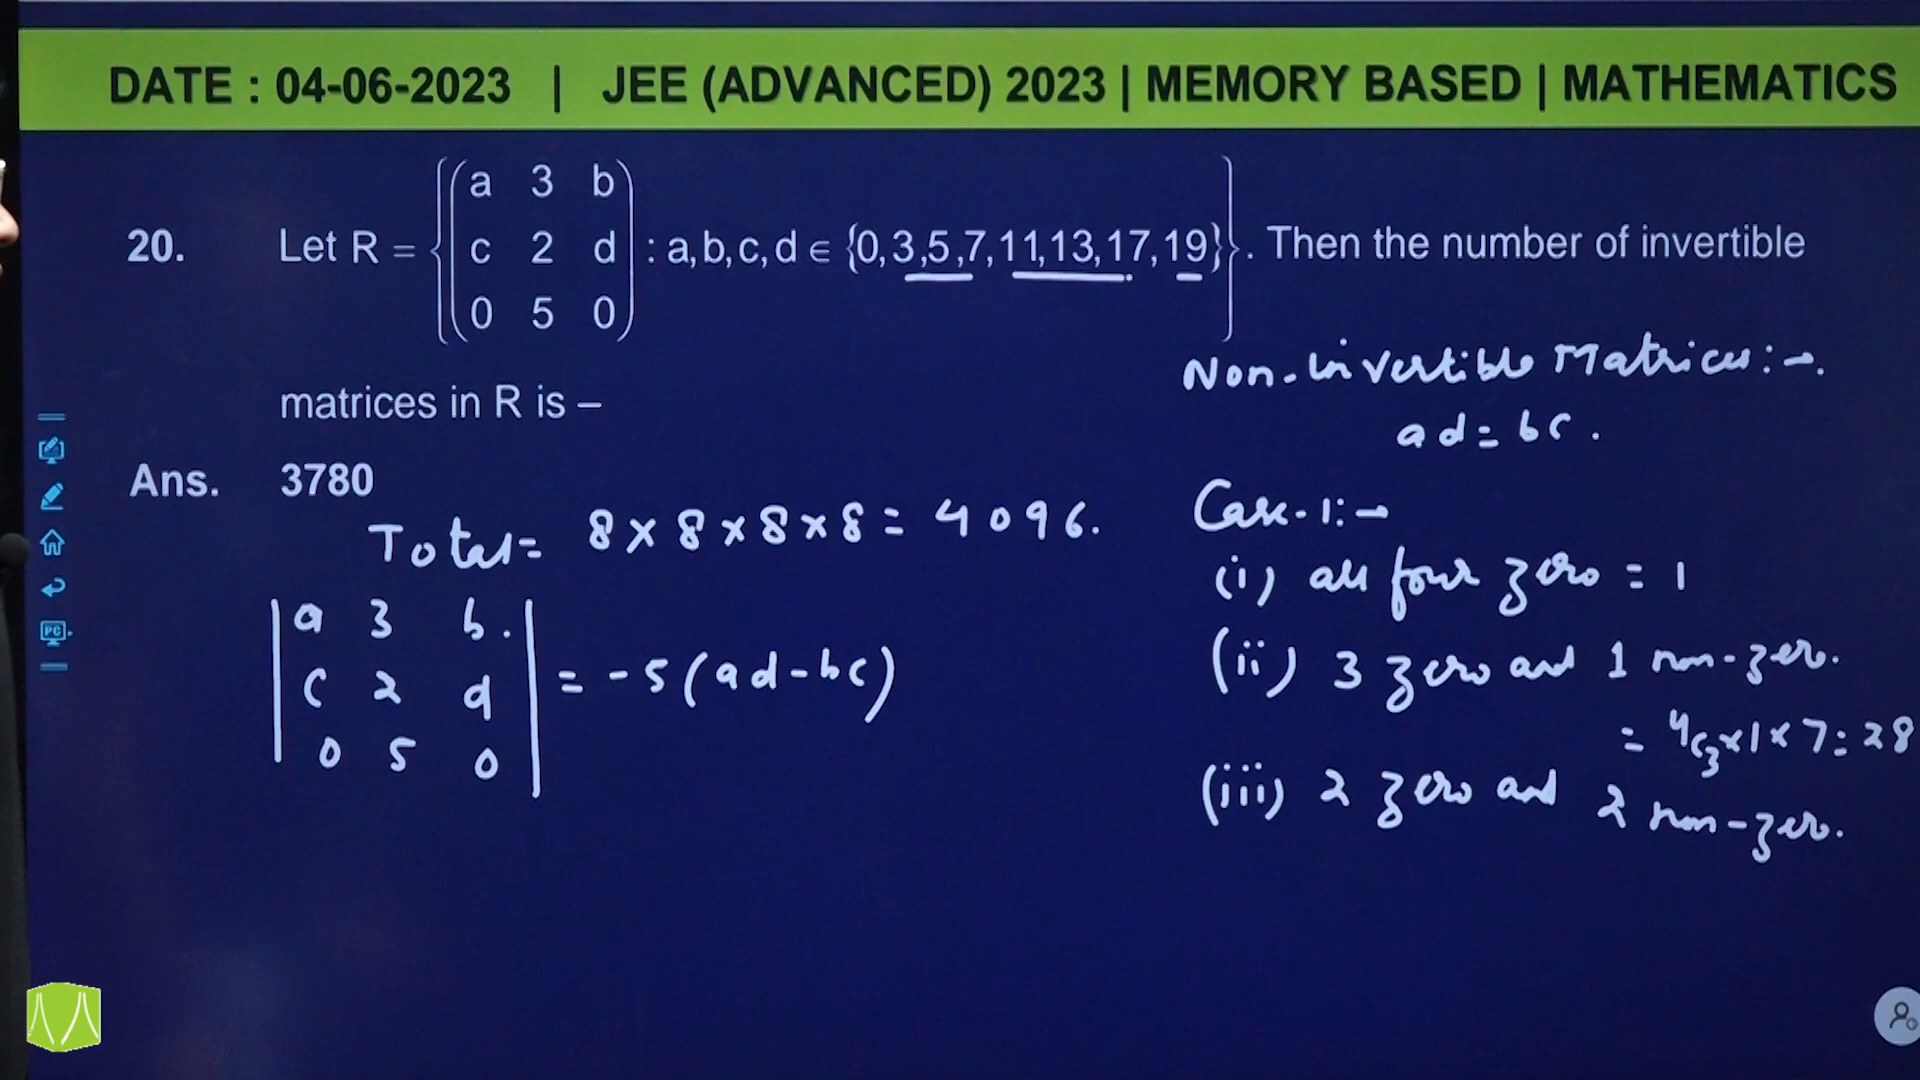 DATE : 04-06-2023 | JEE (ADVANCED) 2023 | MEMORY BASED | MATHEMATICS
20. Let R = {(a 3 b
c 2 d
0 5 0) : a,b,c,d ∈ {0,3,5,7,11,13,17,19}}. Then the number of invertible
matrices in R is –
Ans. 3780
Total = 8 × 8 × 8 × 8 = 4096.
|a 3 b.
c 2 d
0 5 0| = -5(ad-bc)
Non-invertible Matrices:-.
ad = bc.
Case-1:-
(i) all four zero = 1
(ii) 3 zero and 1 non-zero.
= ⁴C₃×1×7=28
(iii) 2 zero and 2 non-zero.
PC